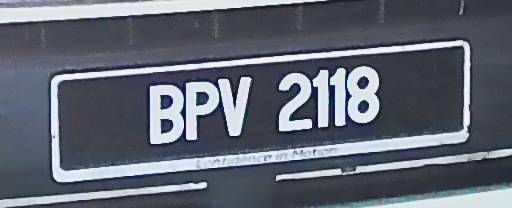 BPV 2118
Confidence in Motion